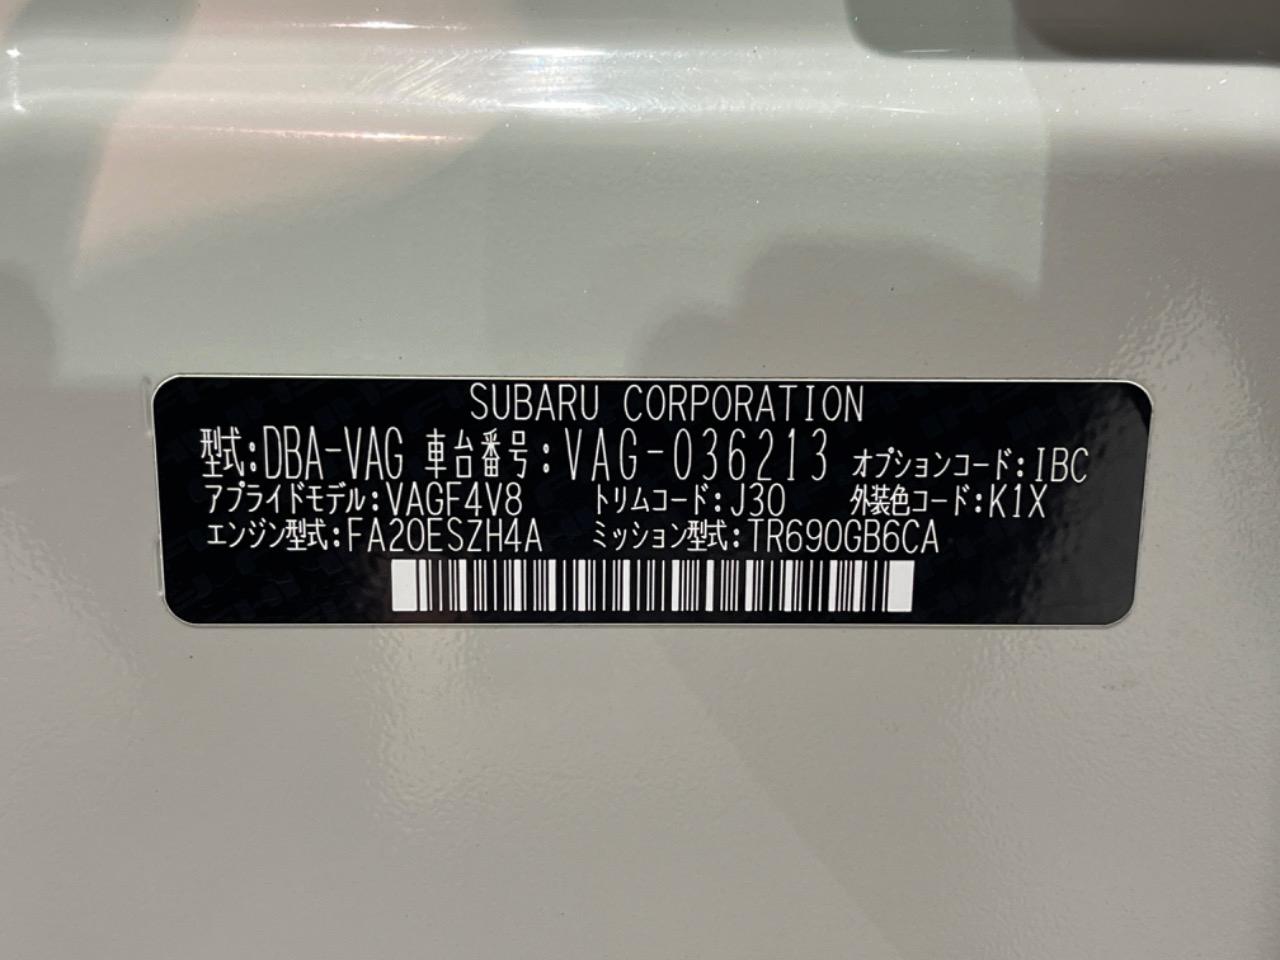 SUBARU CORPORATION
型式:DBA-VAG 車台番号:VAG-036213 オプションコード:IBC
アプライドモデル:VAGF4V8 トリムコード:J30 外装色コード:K1X
エンジン型式:FA20ESZH4A ミッション型式:TR690GB6CA